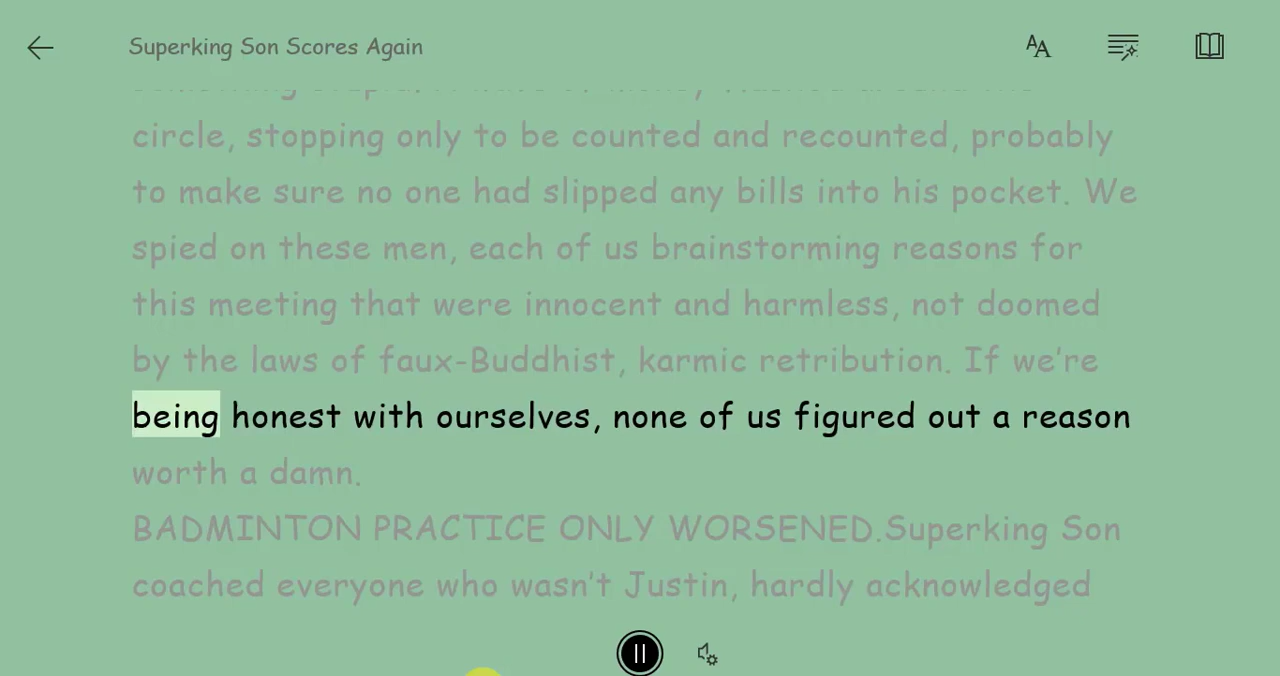 Superking Son Scores Again
circle, stopping only to be counted and recounted, probably
to make sure no one had slipped any bills into his pocket. We
spied on these men, each of us brainstorming reasons for
this meeting that were innocent and harmless, not doomed
by the laws of faux-Buddhist, karmic retribution. If we’re
being honest with ourselves, none of us figured out a reason
worth a damn.
BADMINTON PRACTICE ONLY WORSENED.Superking Son
coached everyone who wasn’t Justin, hardly acknowledged